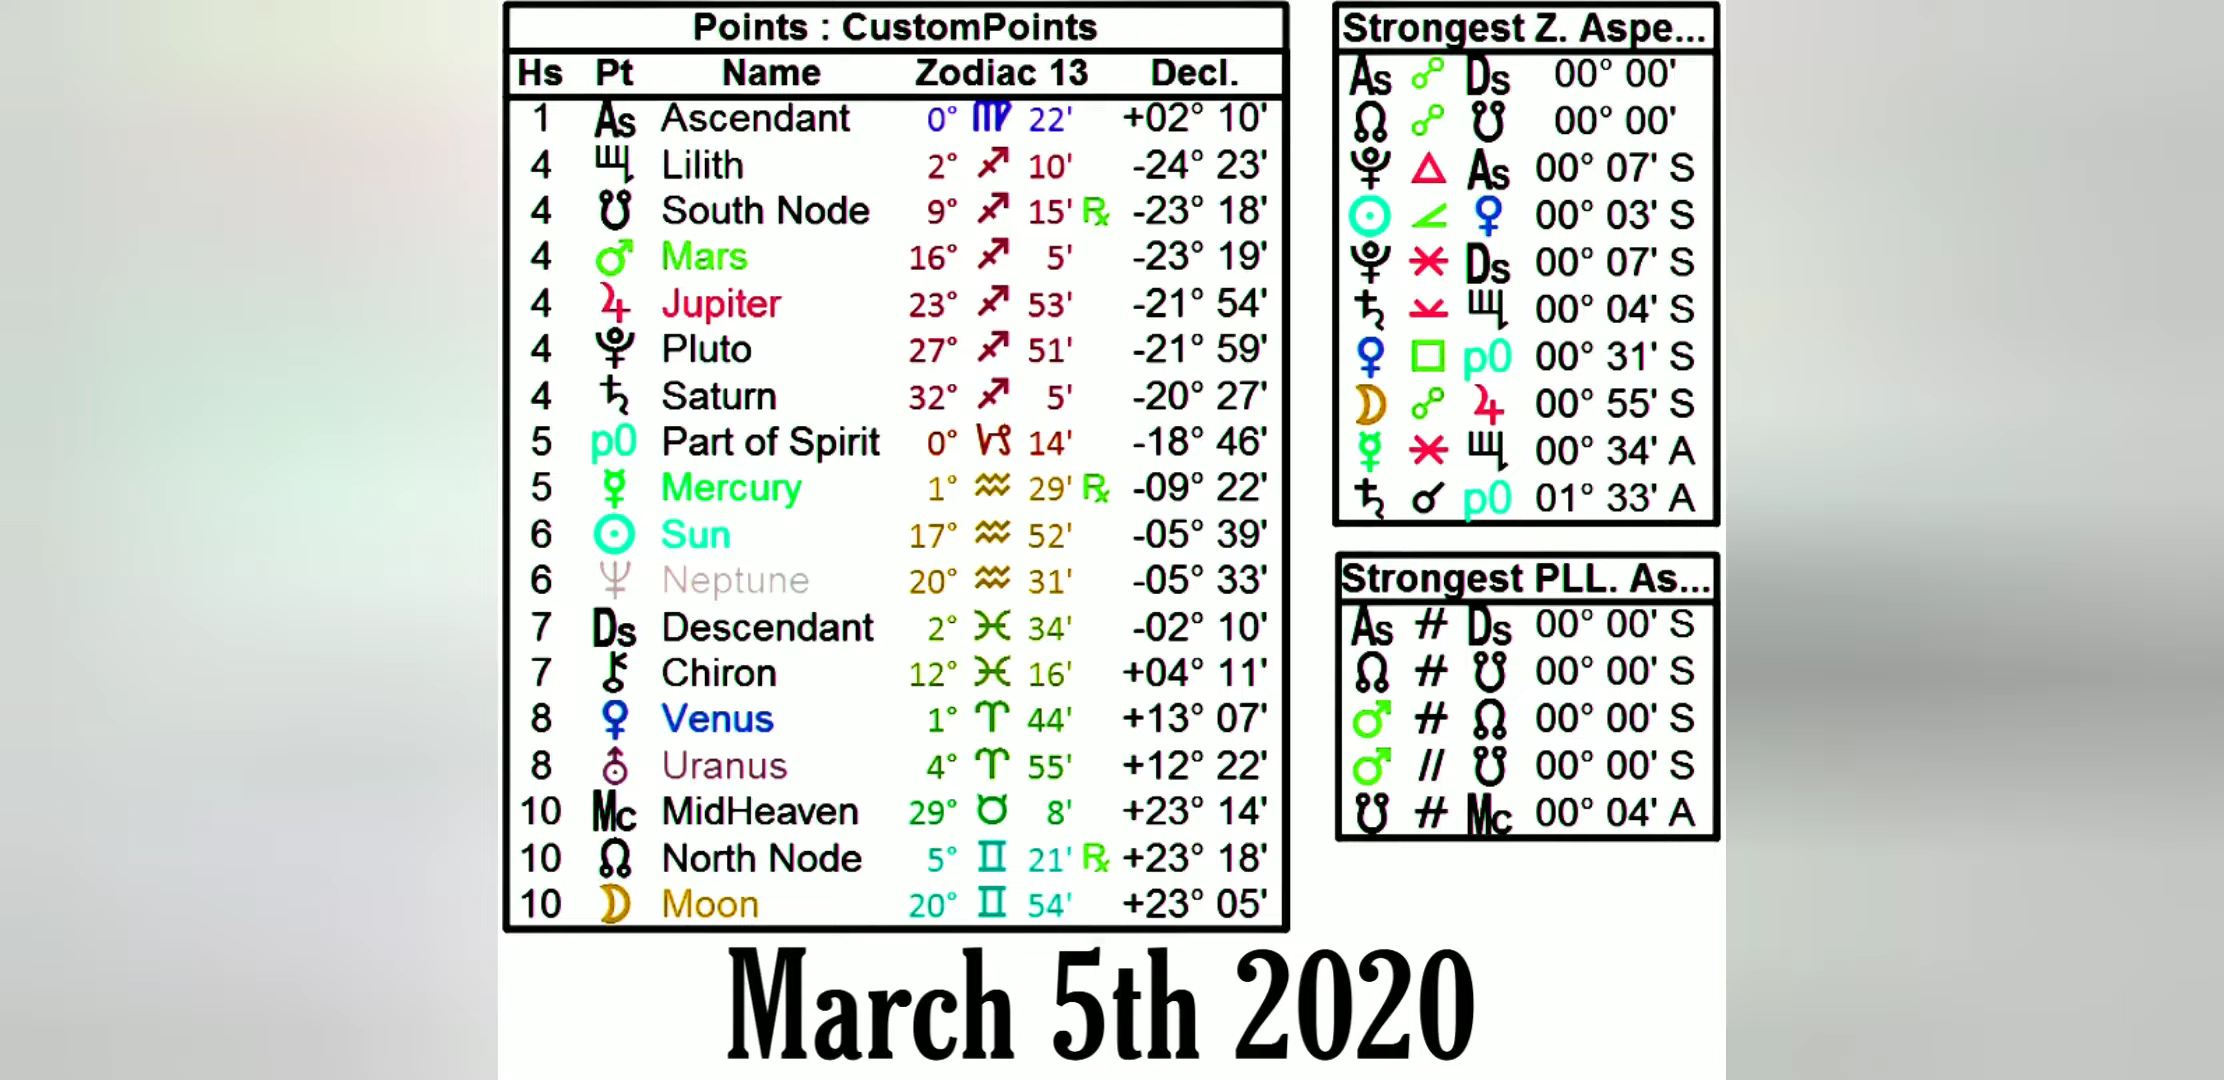 Points : CustomPoints
Hs Pt Name Zodiac 13 Decl.
1 As Ascendant 0° ♍ 22' +02° 10'
4 Lilith 2° ♐ 10' -24° 23'
4 ☋ South Node 9° ♐ 15' ℞ -23° 18'
4 ♂ Mars 16° ♐ 5' -23° 19'
4 ♃ Jupiter 23° ♐ 53' -21° 54'
4 ♇ Pluto 27° ♐ 51' -21° 59'
4 ♄ Saturn 32° ♐ 5' -20° 27'
5 p0 Part of Spirit 0° ♑ 14' -18° 46'
5 ☿ Mercury 1° ♒ 29' ℞ -09° 22'
6 ☉ Sun 17° ♒ 52' -05° 39'
6 ♆ Neptune 20° ♒ 31' -05° 33'
7 Ds Descendant 2° ♓ 34' -02° 10'
7 ⚷ Chiron 12° ♓ 16' +04° 11'
8 ♀ Venus 1° ♈ 44' +13° 07'
8 ⛢ Uranus 4° ♈ 55' +12° 22'
10 Mc MidHeaven 29° ♉ 8' +23° 14'
10 ☊ North Node 5° ♊ 21' ℞ +23° 18'
10 ☽ Moon 20° ♊ 54' +23° 05'
Strongest Z. Aspe...
As ☍ Ds 00° 00'
☊ ☍ ☋ 00° 00'
♇ △ As 00° 07' S
☉ ∠ ♀ 00° 03' S
♇ ⚹ Ds 00° 07' S
♄ ⚺ 00° 04' S
♀ □ p0 00° 31' S
☽ ☍ ♃ 00° 55' S
☿ ⚹ 00° 34' A
♄ ☌ p0 01° 33' A
Strongest PLL. As...
As # Ds 00° 00' S
☊ # ☋ 00° 00' S
♂ # ☊ 00° 00' S
♂ // ☋ 00° 00' S
☋ # Mc 00° 04' A
March 5th 2020